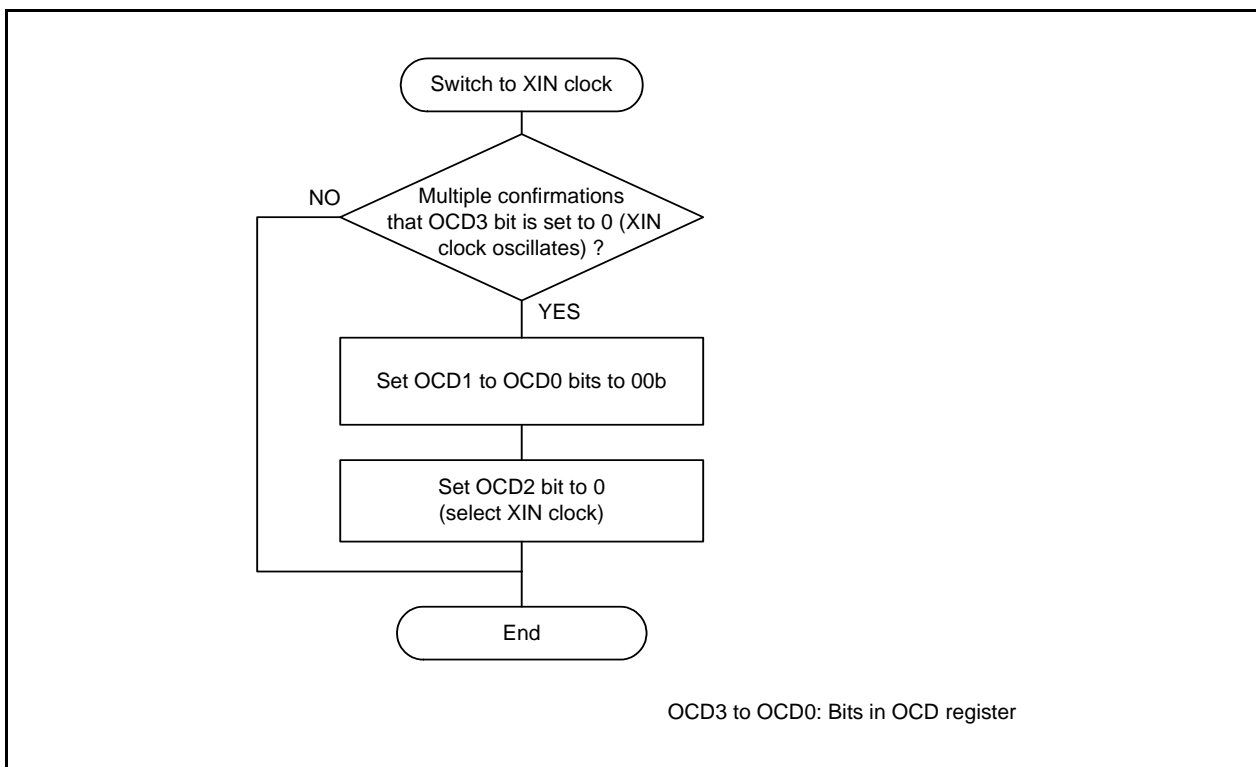 Switch to XIN clock
NO
Multiple confirmations
that OCD3 bit is set to 0 (XIN
clock oscillates) ?
YES
Set OCD1 to OCD0 bits to 00b
Set OCD2 bit to 0
(select XIN clock)
End
OCD3 to OCD0: Bits in OCD register